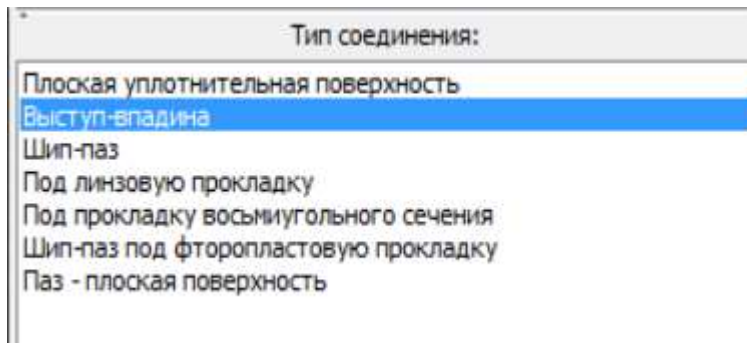 Тип соединения:
Плоская уплотнительная поверхность
Выступ-впадина
Шип-паз
Под линзовую прокладку
Под прокладку восьмиугольного сечения
Шип-паз под фторопластовую прокладку
Паз - плоская поверхность